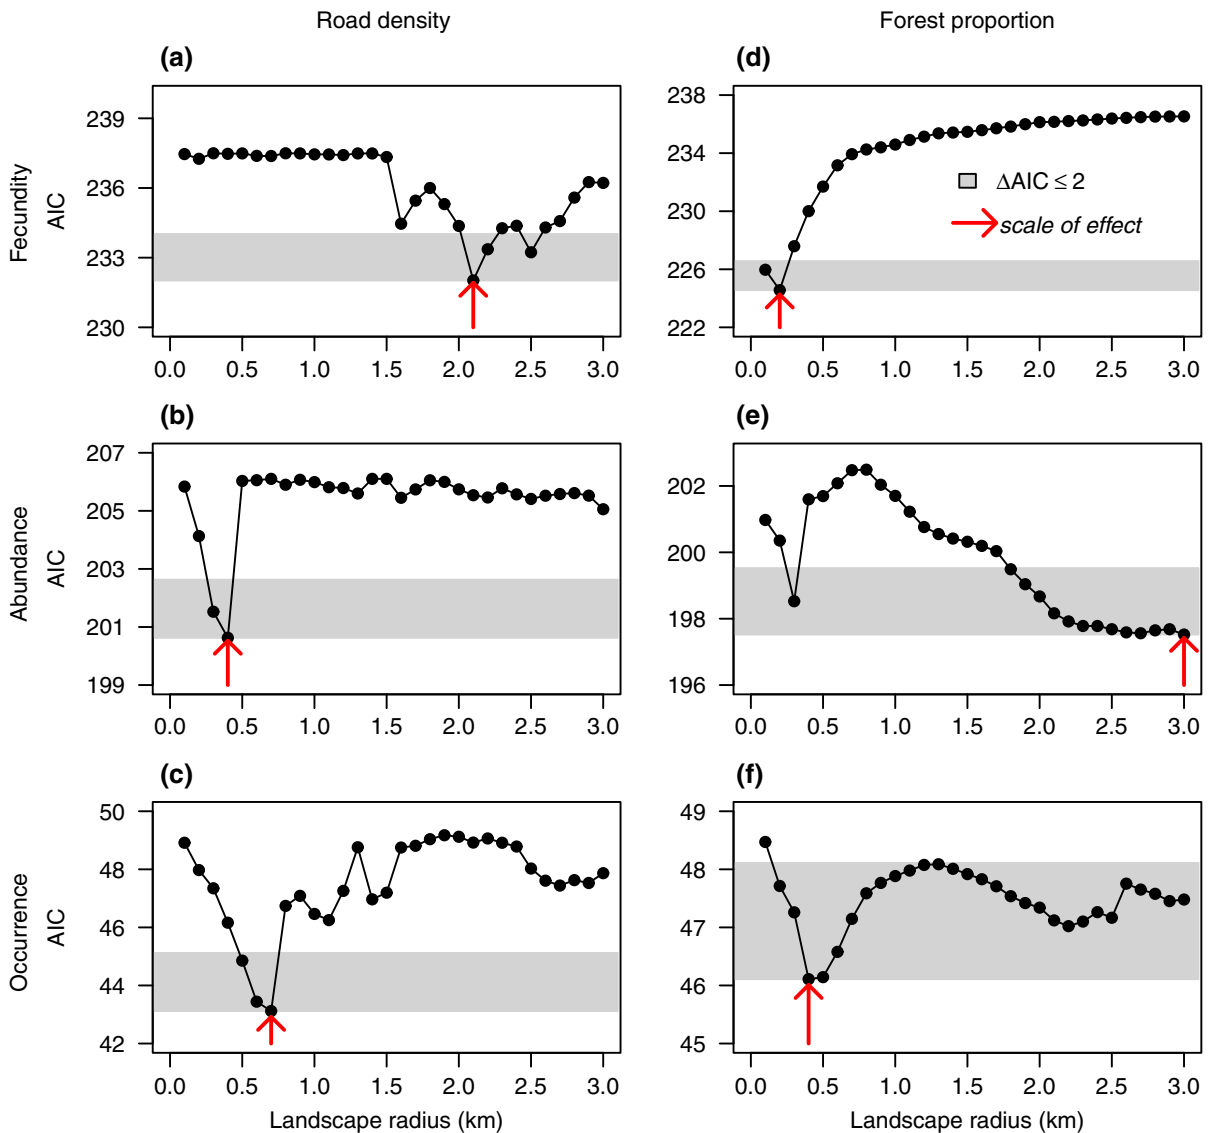 Road density
Forest proportion
(a)
(d)
Fecundity
AIC
239
236
233
230
0.0 0.5 1.0 1.5 2.0 2.5 3.0
238
234
230
226
222
ΔAIC ≤ 2
scale of effect
0.0 0.5 1.0 1.5 2.0 2.5 3.0
(b)
(e)
Abundance
AIC
207
205
203
201
199
0.0 0.5 1.0 1.5 2.0 2.5 3.0
202
200
198
196
0.0 0.5 1.0 1.5 2.0 2.5 3.0
(c)
(f)
Occurrence
AIC
50
48
46
44
42
0.0 0.5 1.0 1.5 2.0 2.5 3.0
Landscape radius (km)
49
48
47
46
45
0.0 0.5 1.0 1.5 2.0 2.5 3.0
Landscape radius (km)